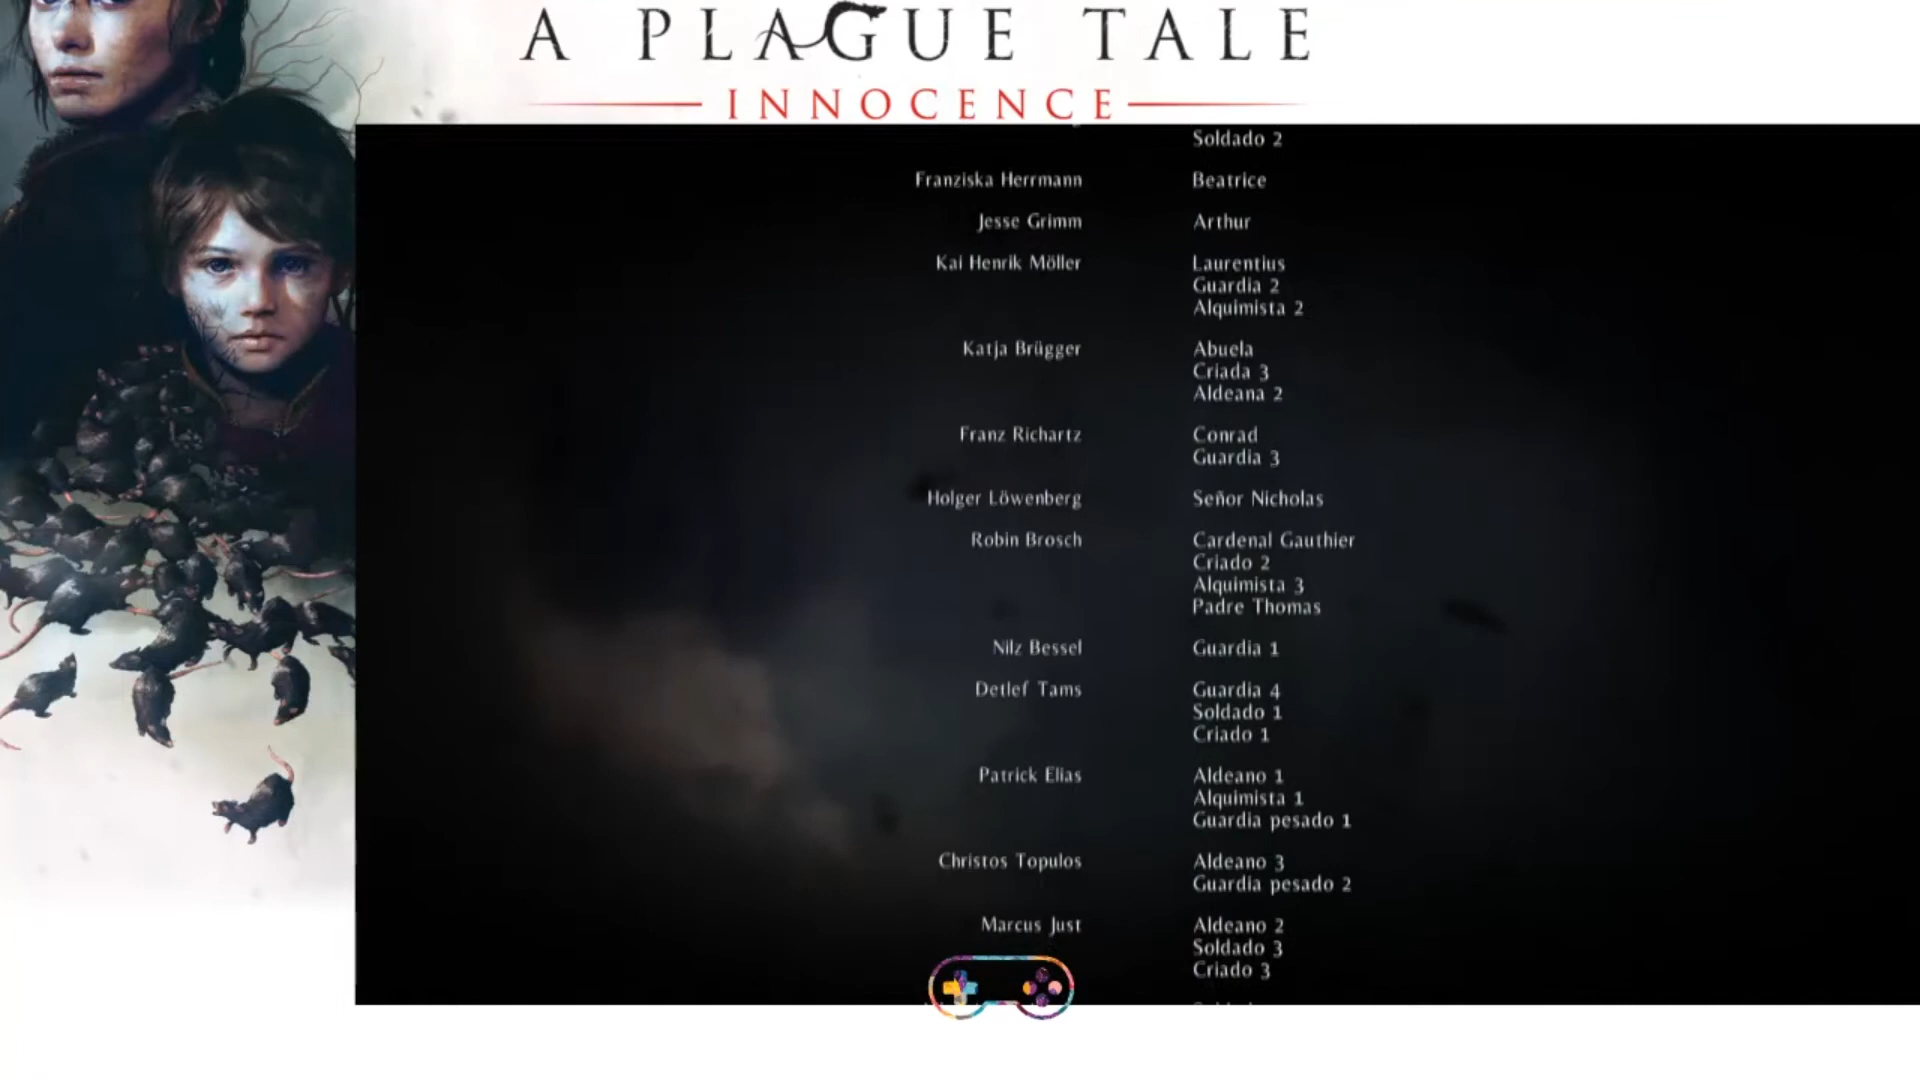 A PLAGUE TALE
INNOCENCE
Soldado 2
Franziska Herrmann Beatrice
Jesse Grimm Arthur
Kai Henrik Möller Laurentius
Guardia 2
Alquimista 2
Katja Brügger Abuela
Criada 3
Aldeana 2
Franz Richartz Conrad
Guardia 3
Holger Löwenberg Señor Nicholas
Robin Brosch Cardenal Gauthier
Criado 2
Alquimista 3
Padre Thomas
Nilz Bessel Guardia 1
Detlef Tams Guardia 4
Soldado 1
Criado 1
Patrick Elias Aldeano 1
Alquimista 1
Guardia pesado 1
Christos Topulos Aldeano 3
Guardia pesado 2
Marcus Just Aldeano 2
Soldado 3
Criado 3